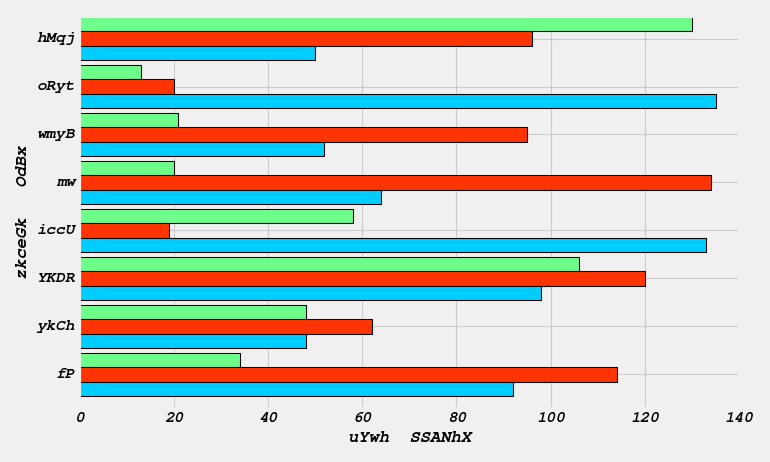 hMqj
oRyt
wmyB
mw
iccU
YKDR
ykCh
fP
zkceGk  OdBx
0 20 40 60 80 100 120 140
uYwh  SSANhX